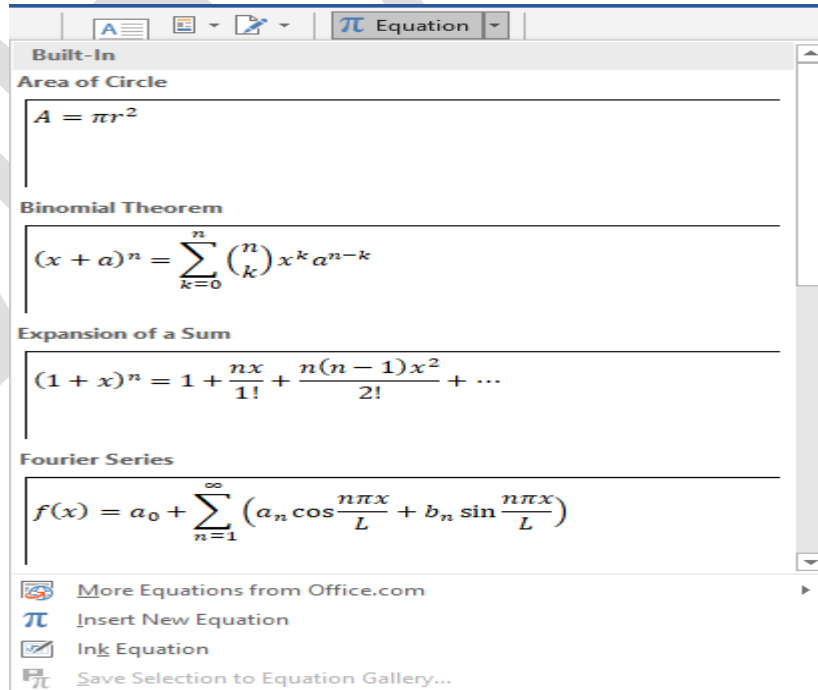 A
π Equation
Built-In
Area of Circle
A = πr²
Binomial Theorem
(x + a)ⁿ = ∑ₖ₌₀ⁿ (n k) xᵏaⁿ⁻ᵏ
Expansion of a Sum
(1 + x)ⁿ = 1 + nx/1! + n(n − 1)x²/2! + ⋯
Fourier Series
f(x) = a₀ + ∑ₙ₌₁^∞ (aₙ cos nπx/L + bₙ sin nπx/L)
More Equations from Office.com
π Insert New Equation
Ink Equation
π Save Selection to Equation Gallery...